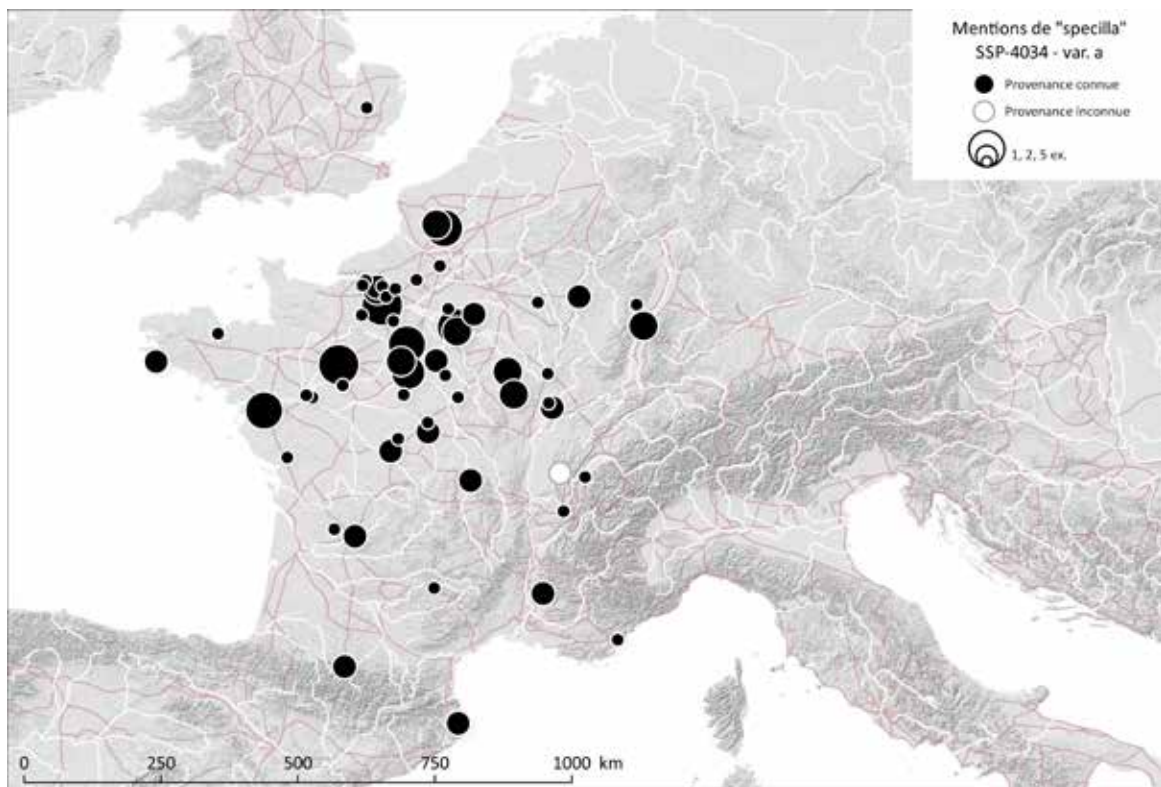 Mentions de "specilla"
SSP-4034 - var. a
Provenance connue
Provenance inconnue
1, 2, 5 ex.
0 250 500 750 1000 km